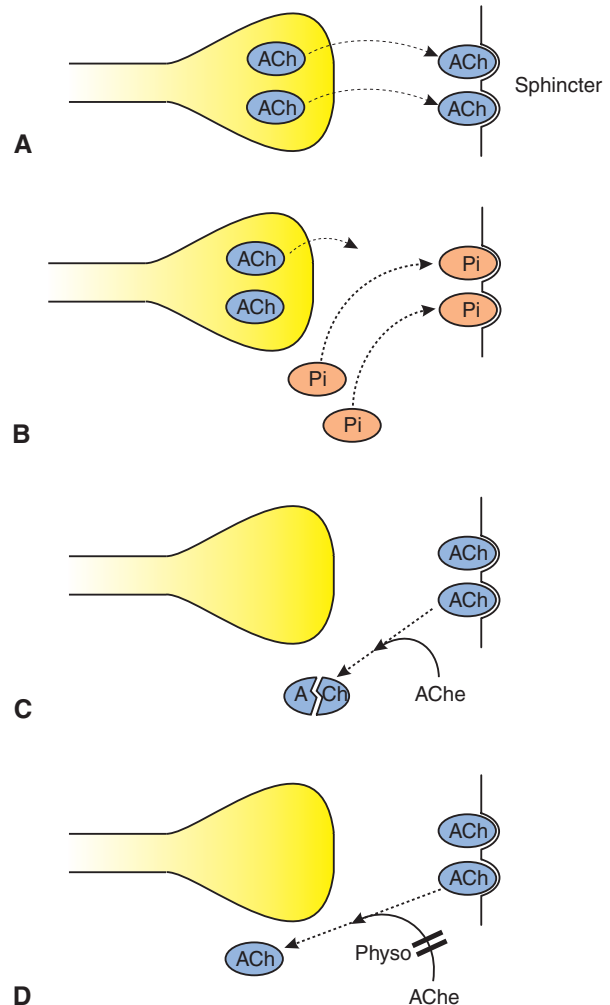 ACh
ACh
ACh
ACh
Sphincter
A
ACh
ACh
Pi
Pi
Pi
Pi
B
ACh
ACh
A Ch
AChe
C
ACh
ACh
ACh
Physo
AChe
D